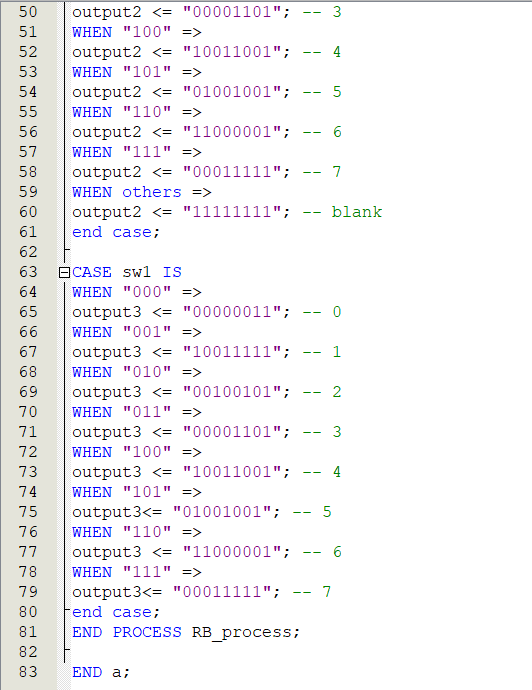 50 output2 <= "00001101"; -- 3
51 WHEN "100" =>
52 output2 <= "10011001"; -- 4
53 WHEN "101" =>
54 output2 <= "01001001"; -- 5
55 WHEN "110" =>
56 output2 <= "11000001"; -- 6
57 WHEN "111" =>
58 output2 <= "00011111"; -- 7
59 WHEN others =>
60 output2 <= "11111111"; -- blank
61 end case;
62
63 CASE sw1 IS
64 WHEN "000" =>
65 output3 <= "00000011"; -- 0
66 WHEN "001" =>
67 output3 <= "10011111"; -- 1
68 WHEN "010" =>
69 output3 <= "00100101"; -- 2
70 WHEN "011" =>
71 output3 <= "00001101"; -- 3
72 WHEN "100" =>
73 output3 <= "10011001"; -- 4
74 WHEN "101" =>
75 output3<= "01001001"; -- 5
76 WHEN "110" =>
77 output3 <= "11000001"; -- 6
78 WHEN "111" =>
79 output3<= "00011111"; -- 7
80 end case;
81 END PROCESS RB_process;
82
83 END a;